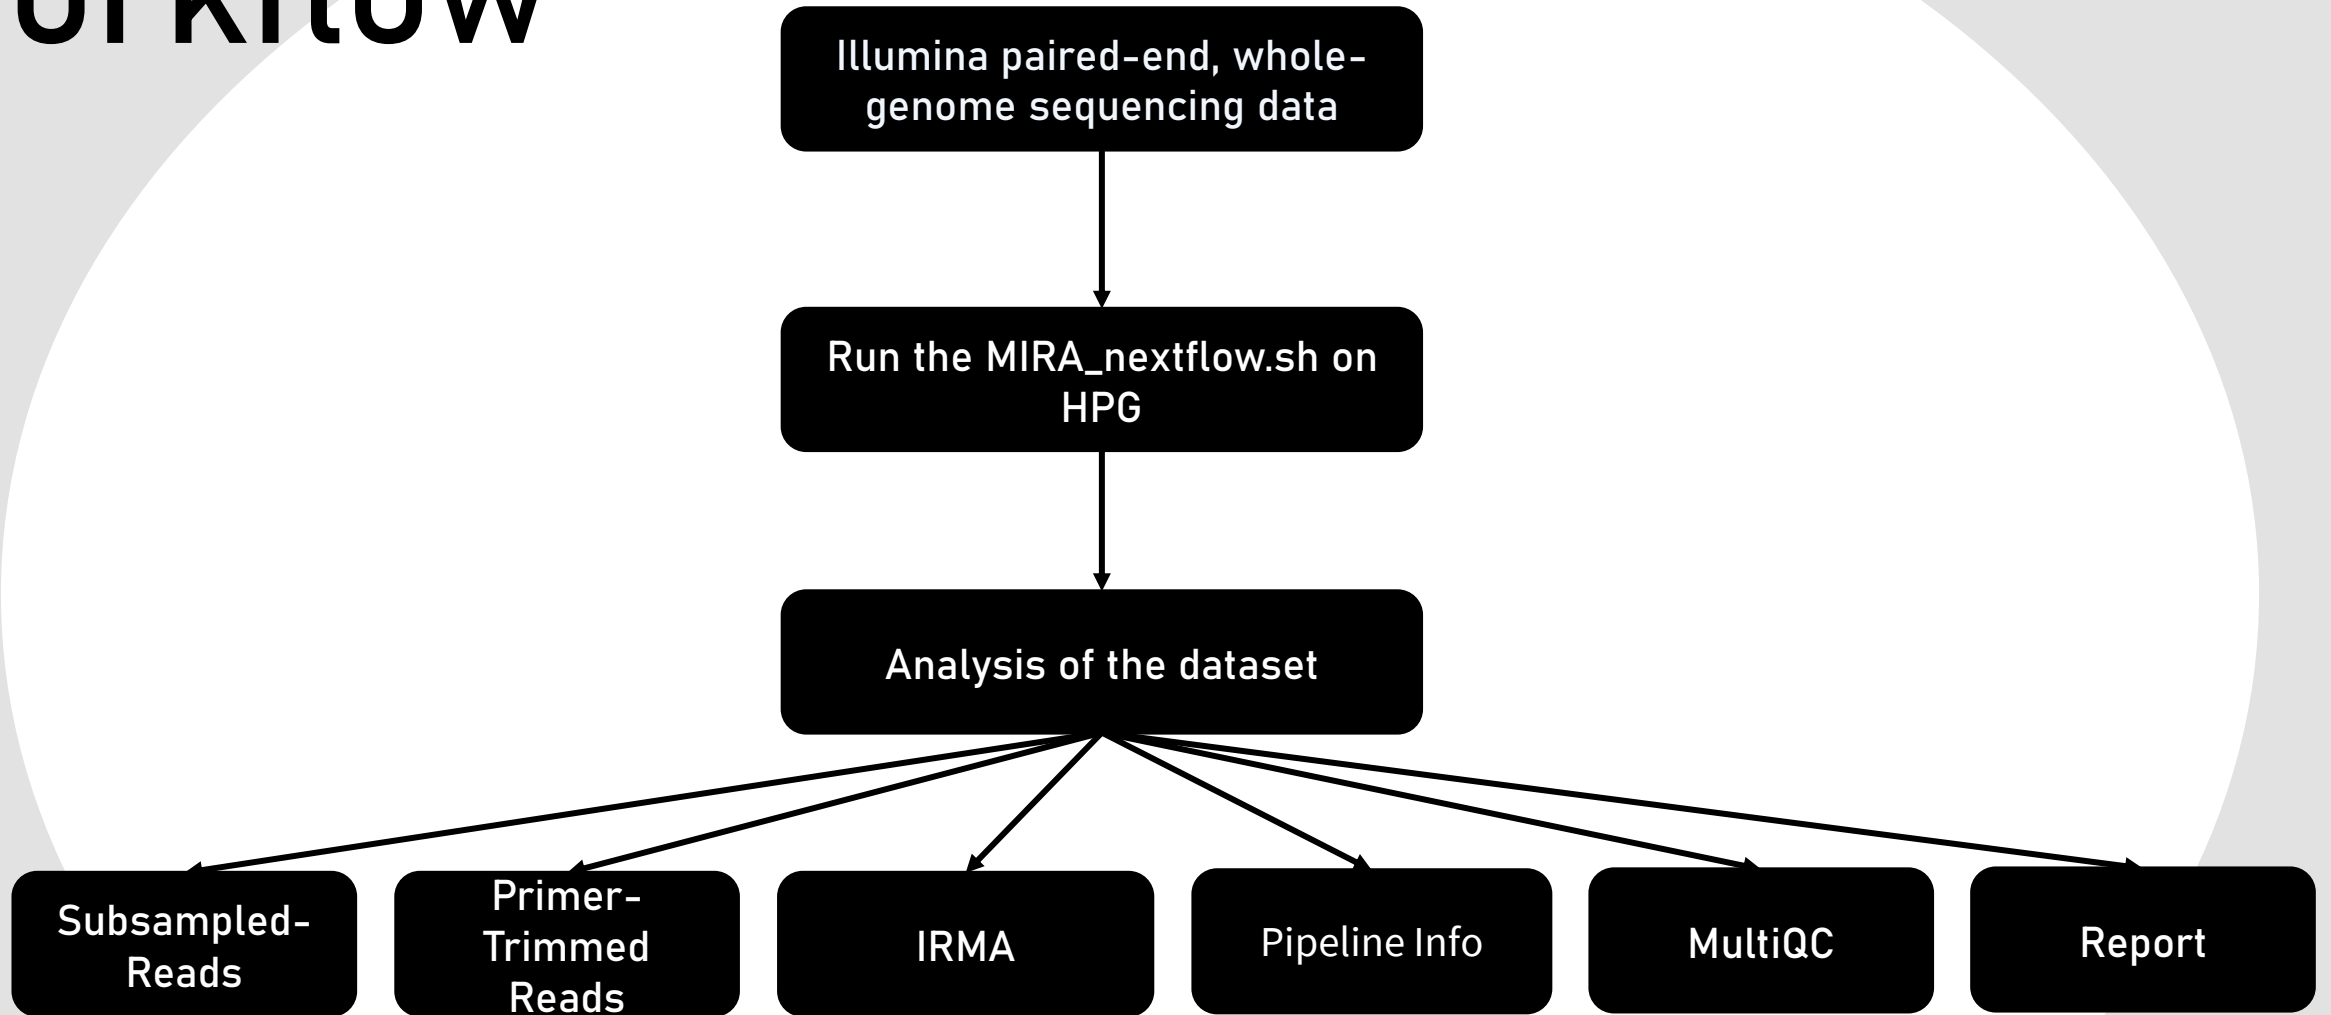 orkflow
Illumina paired-end, whole-
genome sequencing data
Run the MIRA_nextflow.sh on
HPG
Analysis of the dataset
Subsampled-
Reads
Primer-
Trimmed
Reads
IRMA
Pipeline Info
MultiQC
Report